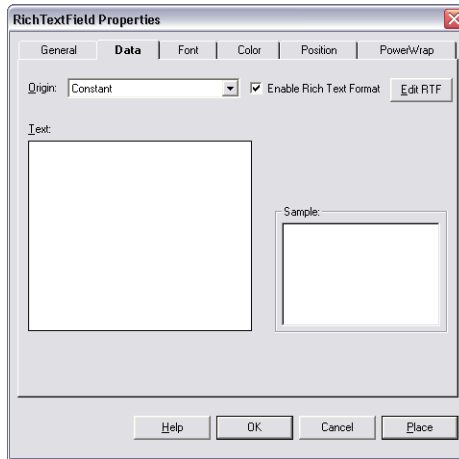 RichTextField Properties
General Data Font Color Position PowerWrap
Origin: Constant Enable Rich Text Format Edit RTF
Text:
Sample:
Help OK Cancel Place